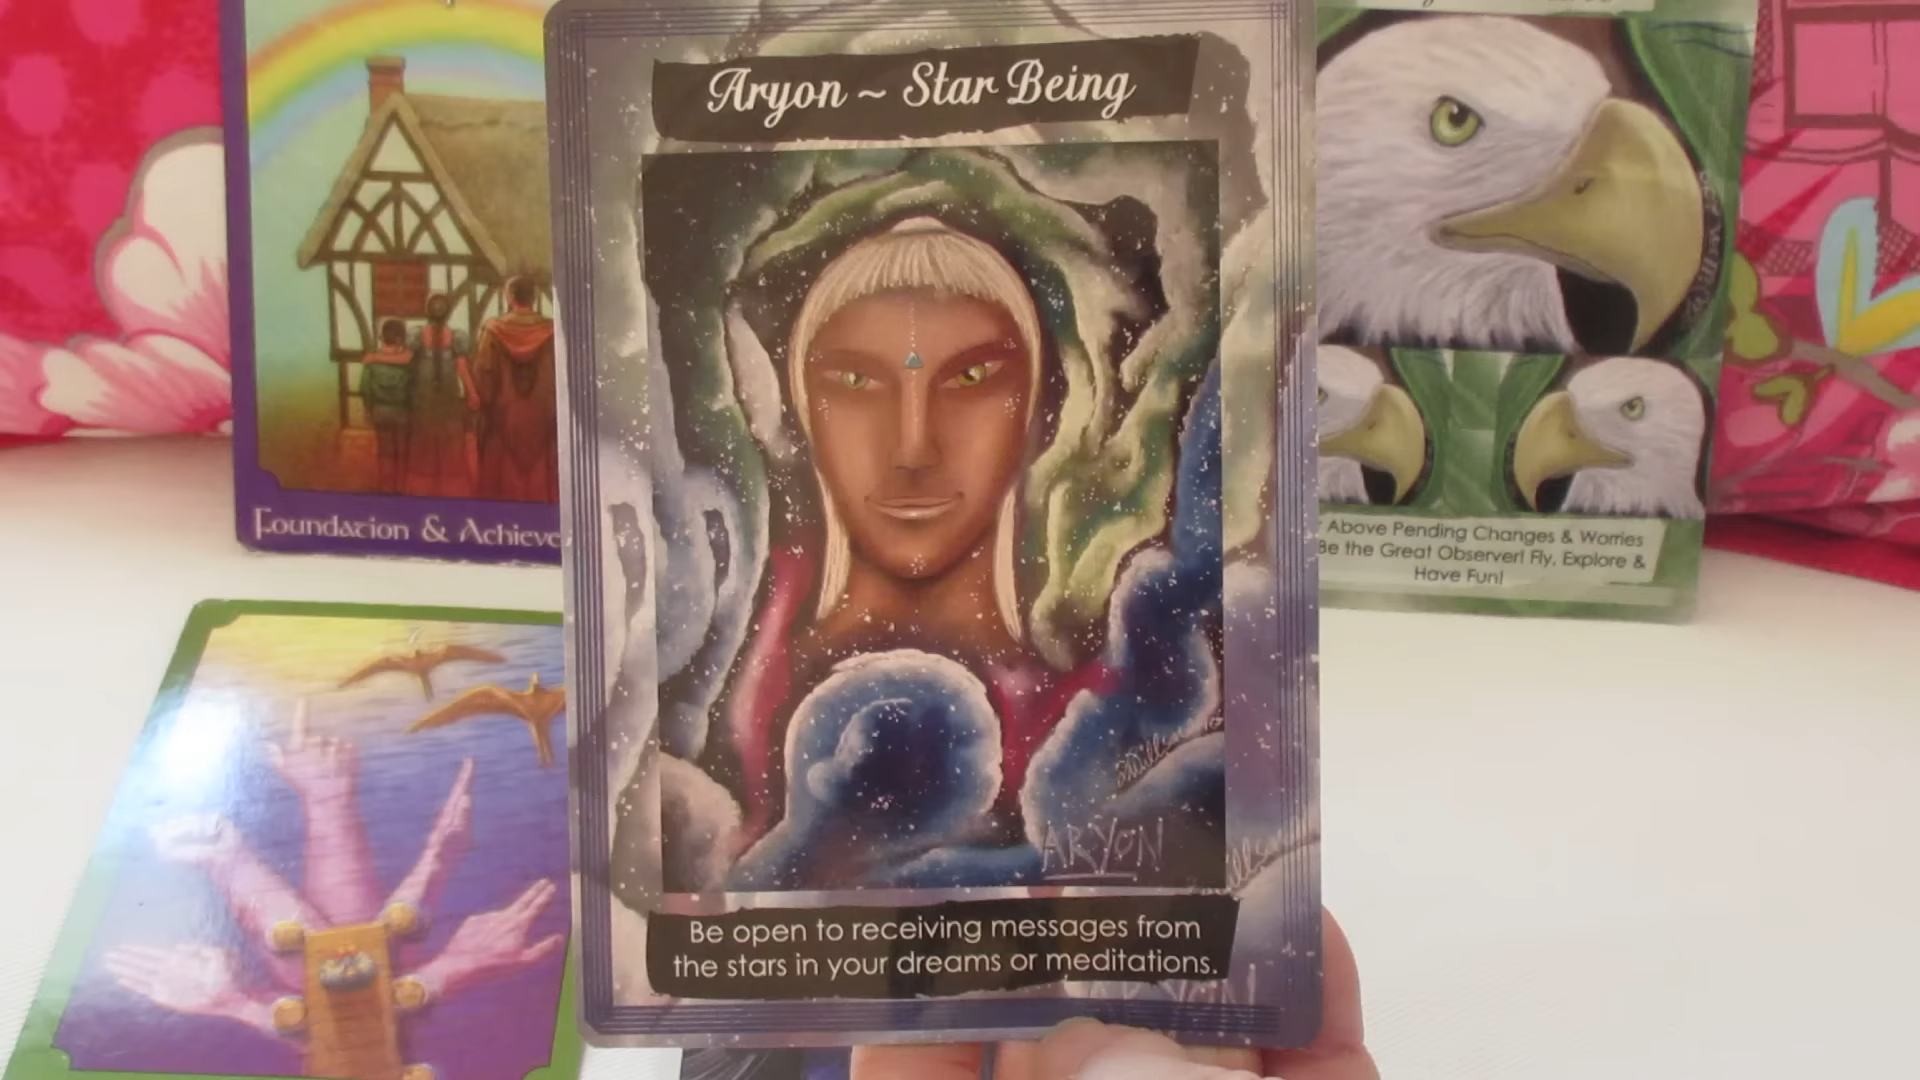 Aryon ~ Star Being
ARYON
Be open to receiving messages from
the stars in your dreams or meditations.
Foundation & Achieve
Above Pending Changes & Worries
Be the Great Observer! Fly, Explore &
Have Fun!